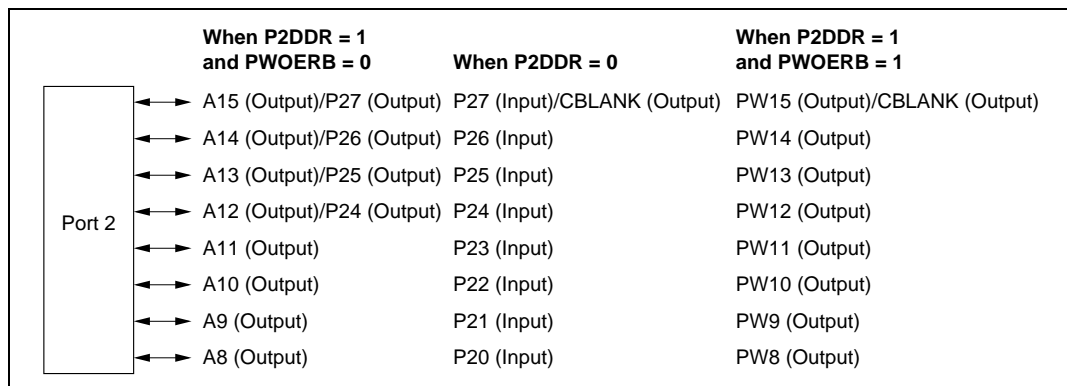 When P2DDR = 1
and PWOERB = 0
When P2DDR = 0
When P2DDR = 1
and PWOERB = 1
Port 2
A15 (Output)/P27 (Output) P27 (Input)/CBLANK (Output) PW15 (Output)/CBLANK (Output)
A14 (Output)/P26 (Output) P26 (Input) PW14 (Output)
A13 (Output)/P25 (Output) P25 (Input) PW13 (Output)
A12 (Output)/P24 (Output) P24 (Input) PW12 (Output)
A11 (Output) P23 (Input) PW11 (Output)
A10 (Output) P22 (Input) PW10 (Output)
A9 (Output) P21 (Input) PW9 (Output)
A8 (Output) P20 (Input) PW8 (Output)